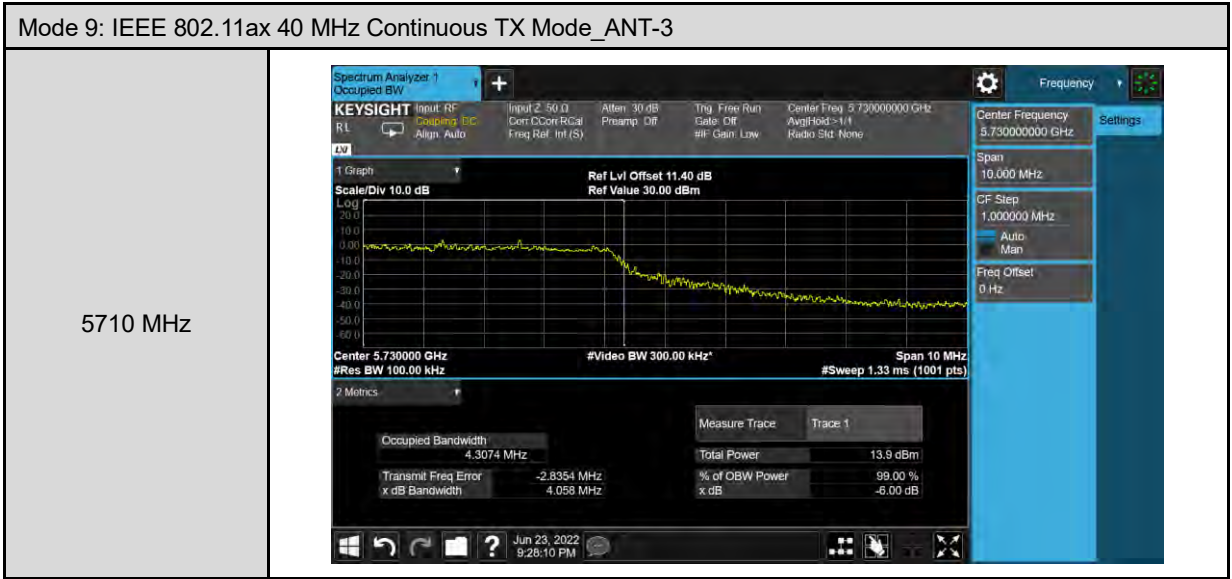 Mode 9: IEEE 802.11ax 40 MHz Continuous TX Mode_ANT-3
5710 MHz
Spectrum Analyzer 1
Occupied BW
+
Frequency
KEYSIGHT
RL
LXI
Input: RF
Coupling: DC
Align: Auto
Input Z: 50 Ω
Corr CCorr RCal
Freq Ref: Int (S)
Atten: 30 dB
Preamp: Off
Trig: Free Run
Gate: Off
#IF Gain: Low
Center Freq: 5.730000000 GHz
Avg|Hold:>1/1
Radio Std: None
Center Frequency
5.730000000 GHz
Settings
Span
10.000 MHz
CF Step
1.000000 MHz
Auto
Man
Freq Offset
0 Hz
1 Graph
Scale/Div 10.0 dB
Ref Lvl Offset 11.40 dB
Ref Value 30.00 dBm
Log
20.0
10.0
0.00
-10.0
-20.0
-30.0
-40.0
-50.0
-60.0
Center 5.730000 GHz
#Video BW 300.00 kHz*
Span 10 MHz
#Res BW 100.00 kHz
#Sweep 1.33 ms (1001 pts)
2 Metrics
Measure Trace Trace 1
Occupied Bandwidth
4.3074 MHz
Total Power 13.9 dBm
Transmit Freq Error -2.8354 MHz
% of OBW Power 99.00 %
x dB Bandwidth 4.058 MHz
x dB -6.00 dB
?
Jun 23, 2022
9:28:10 PM